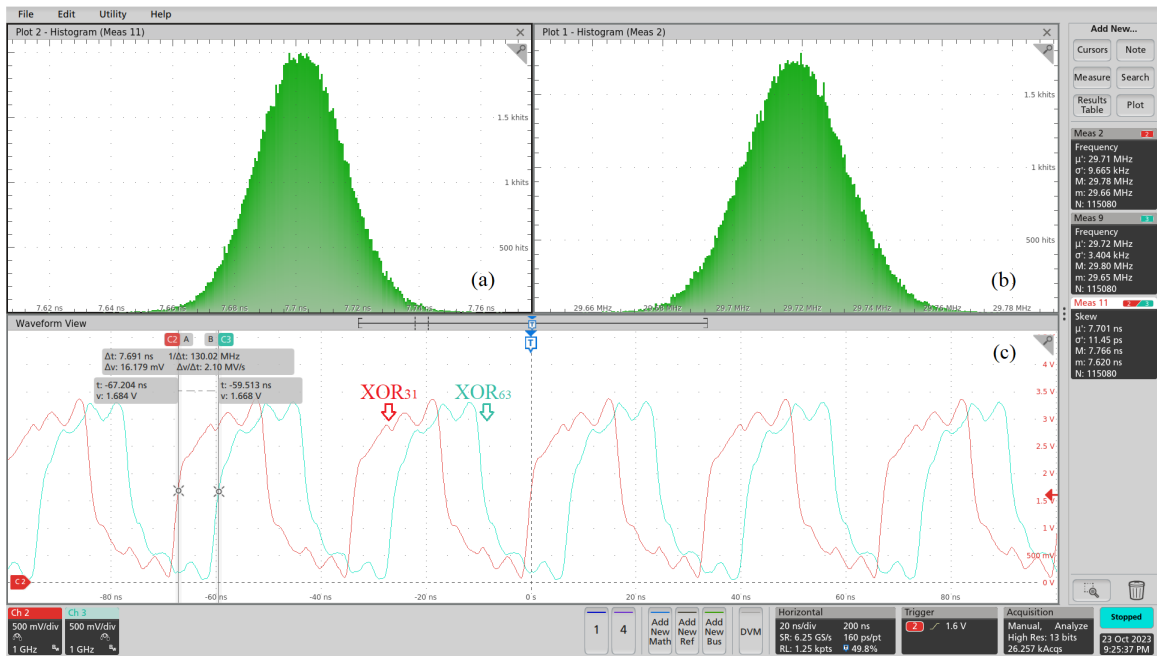 File Edit Utility Help
Plot 2 - Histogram (Meas 11)
1.5 khits
1 khits
500 hits
(a)
7.62 ns 7.64 ns 7.66 ns 7.68 ns 7.7 ns 7.72 ns 7.76 ns
Plot 1 - Histogram (Meas 2)
1.5 khits
1 khits
500 hits
(b)
29.66 MHz 29.7 MHz 29.72 MHz 29.74 MHz 29.76 MHz 29.78 MHz
Waveform View
C2 A B C3
Δt: 7.691 ns 1/Δt: 130.02 MHz
Δv: 16.179 mV Δv/Δt: 2.10 MV/s
t: -67.204 ns
v: 1.684 V
t: -59.513 ns
v: 1.668 V
T
(c)
XOR31
XOR63
4 V
3.5 V
3 V
2.5 V
2 V
1.5 V
1 V
500 mV
0 V
C 2
-80 ns -60 ns -40 ns -20 ns 0 s 20 ns 40 ns 60 ns 80 ns
Add New...
Cursors Note
Measure Search
Results Table Plot
Meas 2 2
Frequency
μ': 29.71 MHz
σ': 9.665 kHz
M: 29.78 MHz
m: 29.66 MHz
N: 115080
Meas 9 3
Frequency
μ': 29.72 MHz
σ': 3.404 kHz
M: 29.80 MHz
m: 29.65 MHz
N: 115080
Meas 11 2 3
Skew
μ': 7.701 ns
σ': 11.45 ps
M: 7.766 ns
m: 7.620 ns
N: 115080
Ch 2
500 mV/div
1 GHz
Ch 3
500 mV/div
1 GHz
1 4
Add New Math
Add New Ref
Add New Bus
DVM
Horizontal
20 ns/div 200 ns
SR: 6.25 GS/s 160 ps/pt
RL: 1.25 kpts 49.8%
Trigger
2 1.6 V
Acquisition
Manual, Analyze
High Res: 13 bits
26.257 kAcqs
Stopped
23 Oct 2023
9:25:37 PM